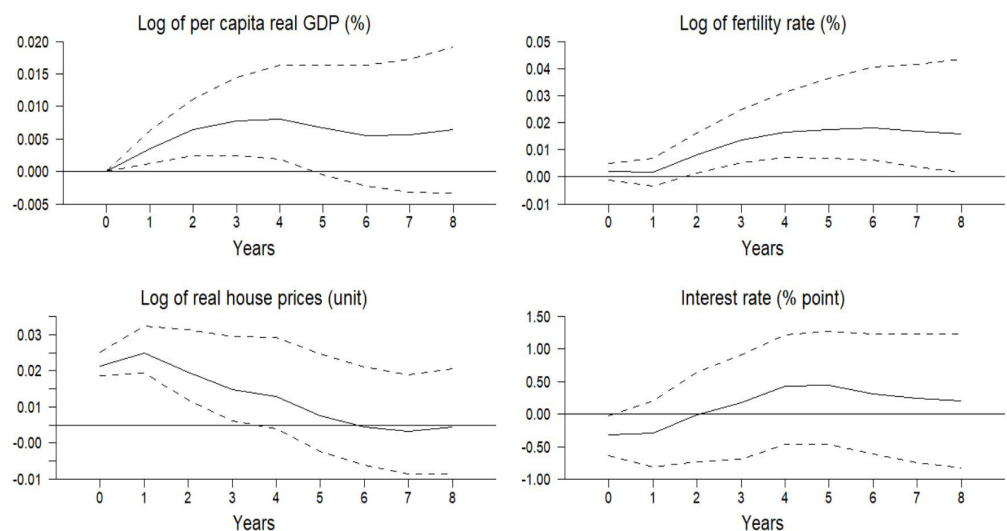 Log of per capita real GDP (%)
0.020
0.015
0.010
0.005
0.000
-0.005
0 1 2 3 4 5 6 7 8
Years
Log of fertility rate (%)
0.05
0.04
0.03
0.02
0.01
0.00
-0.01
0 1 2 3 4 5 6 7 8
Years
Log of real house prices (unit)
0.03
0.02
0.01
-0.00
-0.01
0 1 2 3 4 5 6 7 8
Years
Interest rate (% point)
1.50
1.00
0.50
0.00
-0.50
-1.00
0 1 2 3 4 5 6 7 8
Years